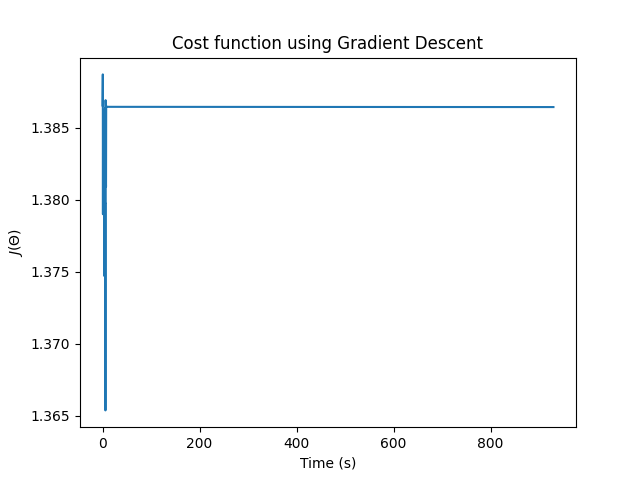 Cost function using Gradient Descent
J(Θ)
1.385
1.380
1.375
1.370
1.365
0 200 400 600 800
Time (s)